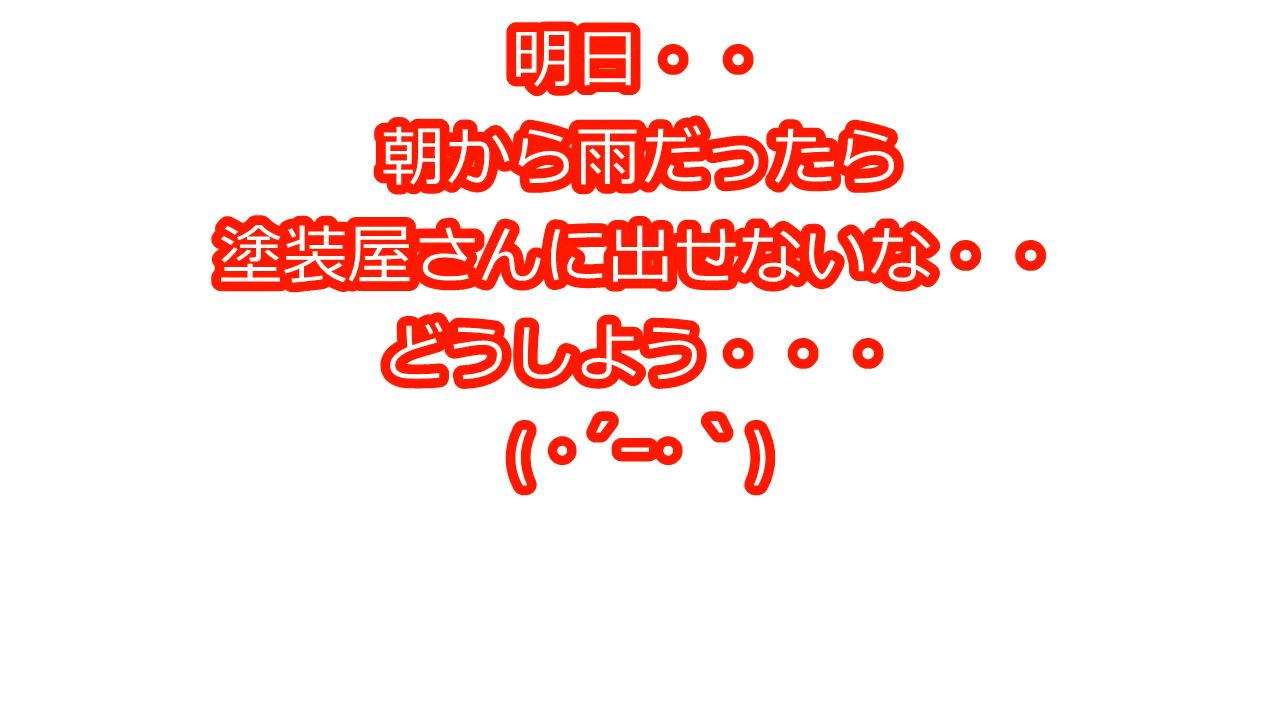 明日・・
朝から雨だったら
塗装屋さんに出せないな・・
どうしよう・・・
(・´ｰ・｀)